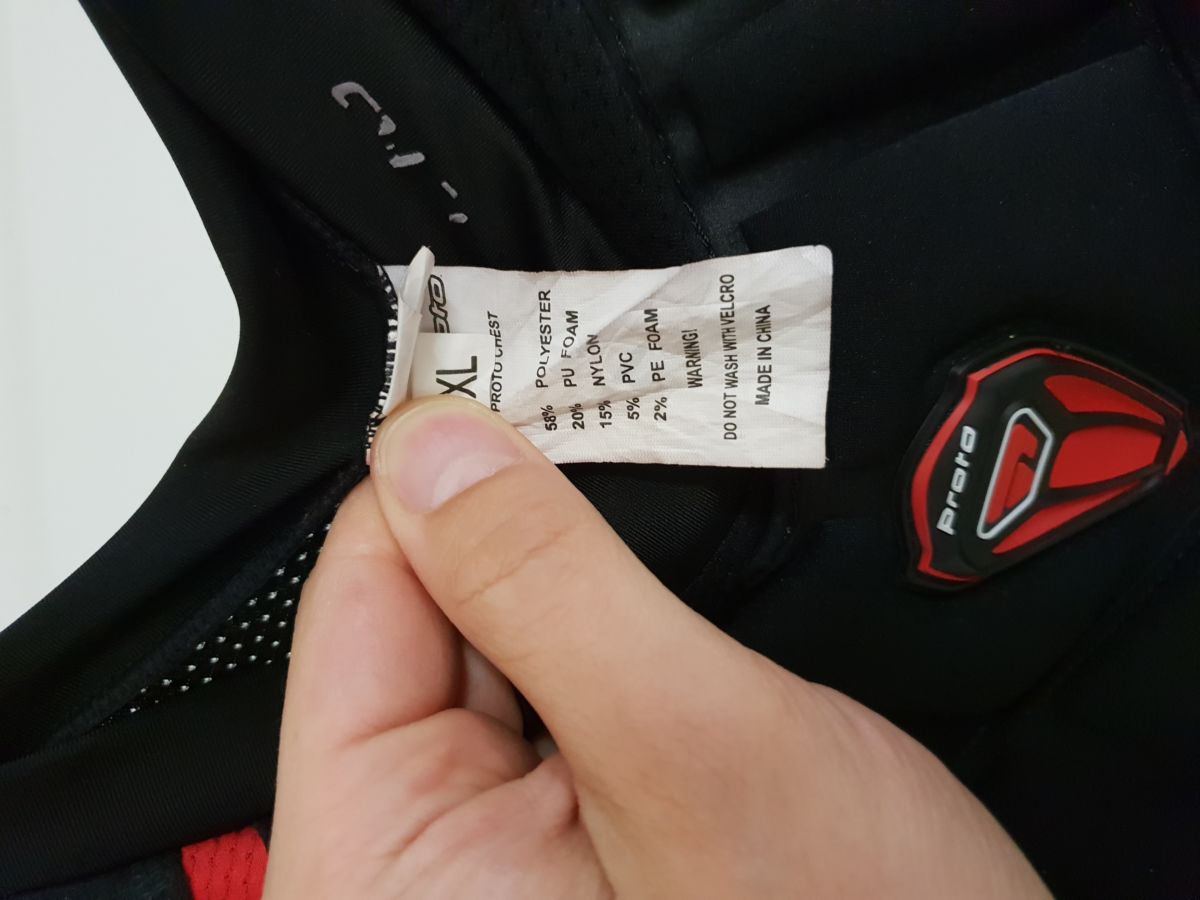 PROTO CHEST
XL
58% POLYESTER
20% PU FOAM
15% NYLON
5% PVC
2% PE FOAM
WARNING!
DO NOT WASH WITH VELCRO
MADE IN CHINA
proto